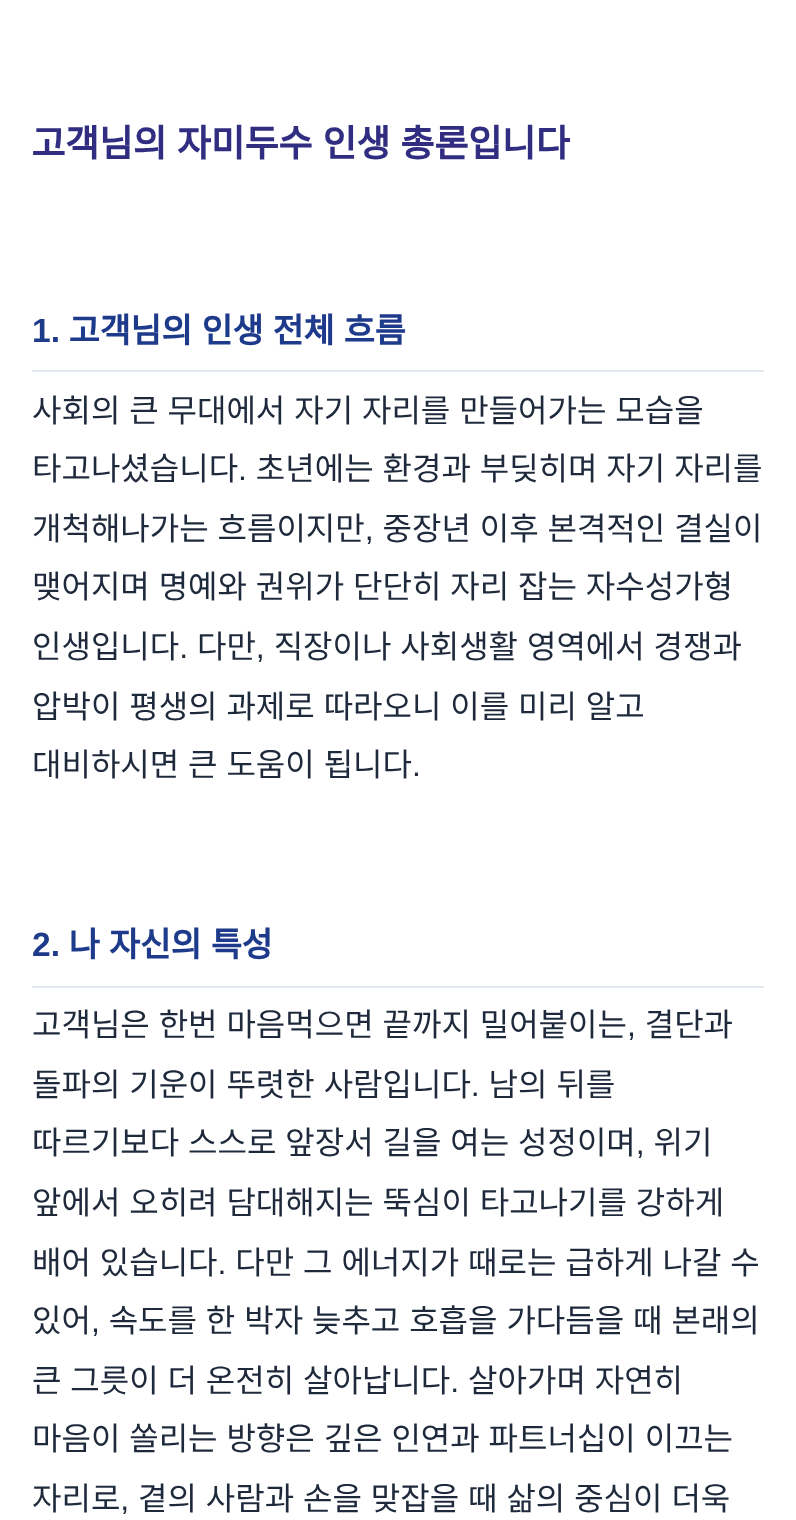 고객님의 자미두수 인생 총론입니다
1. 고객님의 인생 전체 흐름
사회의 큰 무대에서 자기 자리를 만들어가는 모습을
타고나셨습니다. 초년에는 환경과 부딪히며 자기 자리를
개척해나가는 흐름이지만, 중장년 이후 본격적인 결실이
맺어지며 명예와 권위가 단단히 자리 잡는 자수성가형
인생입니다. 다만, 직장이나 사회생활 영역에서 경쟁과
압박이 평생의 과제로 따라오니 이를 미리 알고
대비하시면 큰 도움이 됩니다.
2. 나 자신의 특성
고객님은 한번 마음먹으면 끝까지 밀어붙이는, 결단과
돌파의 기운이 뚜렷한 사람입니다. 남의 뒤를
따르기보다 스스로 앞장서 길을 여는 성정이며, 위기
앞에서 오히려 담대해지는 뚝심이 타고나기를 강하게
배어 있습니다. 다만 그 에너지가 때로는 급하게 나갈 수
있어, 속도를 한 박자 늦추고 호흡을 가다듬을 때 본래의
큰 그릇이 더 온전히 살아납니다. 살아가며 자연히
마음이 쏠리는 방향은 깊은 인연과 파트너십이 이끄는
자리로, 곁의 사람과 손을 맞잡을 때 삶의 중심이 더욱